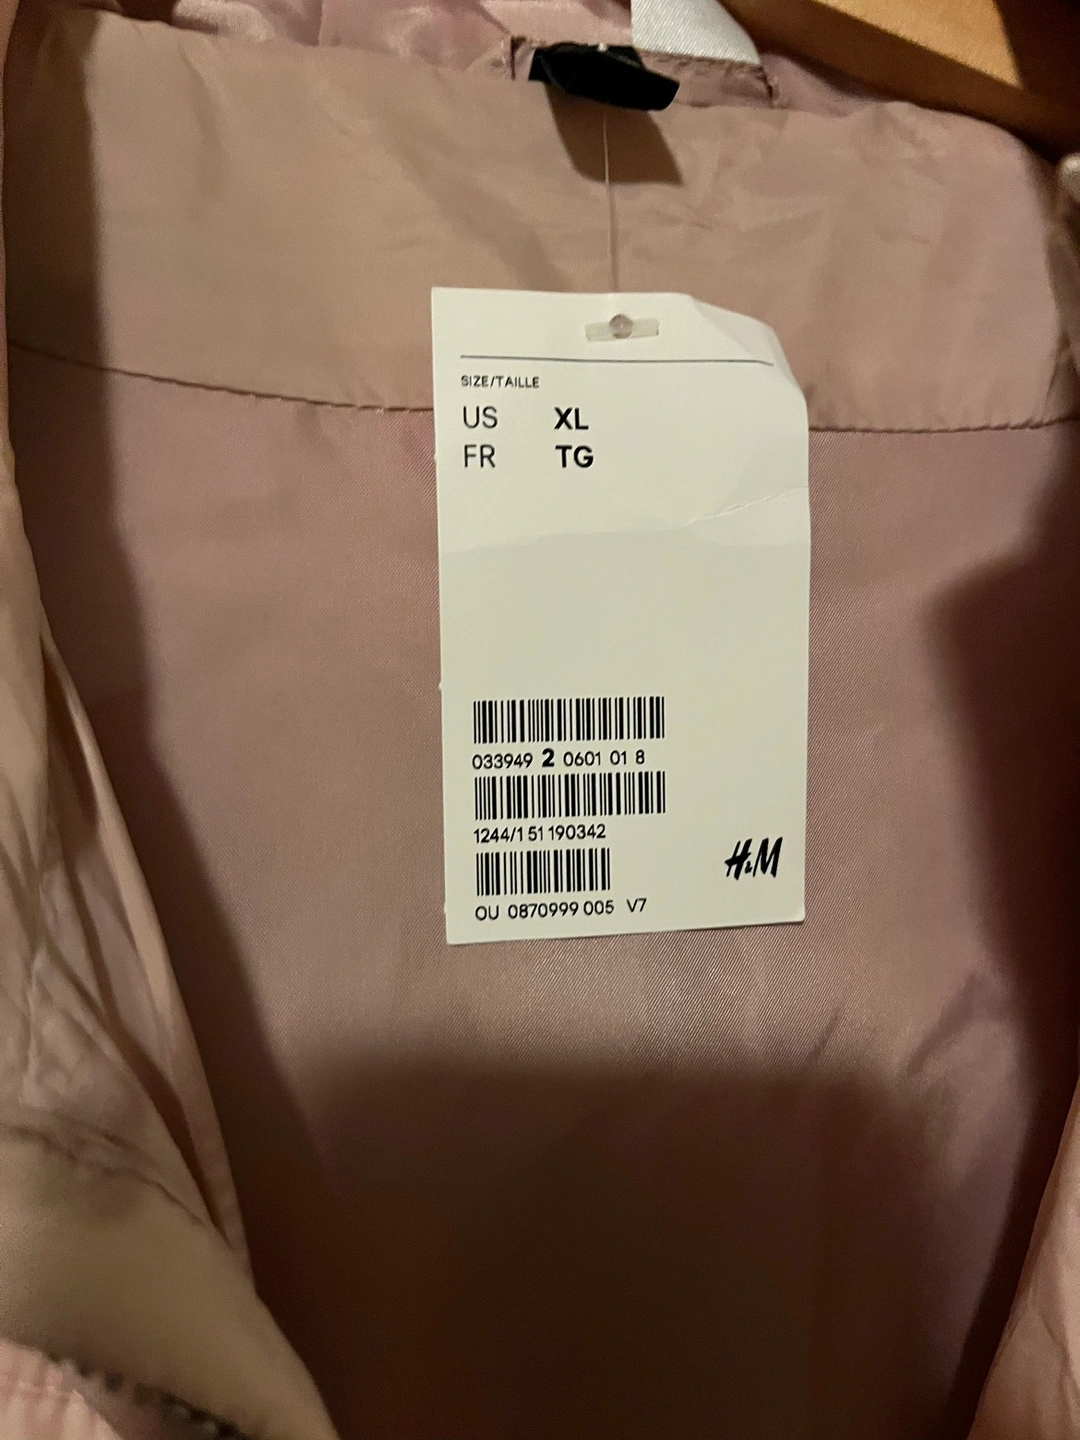 SIZE/TAILLE
US XL
FR TG
033949 2 0601 01 8
1244/1 51 190342
H&M
OU 0870999 005 V7